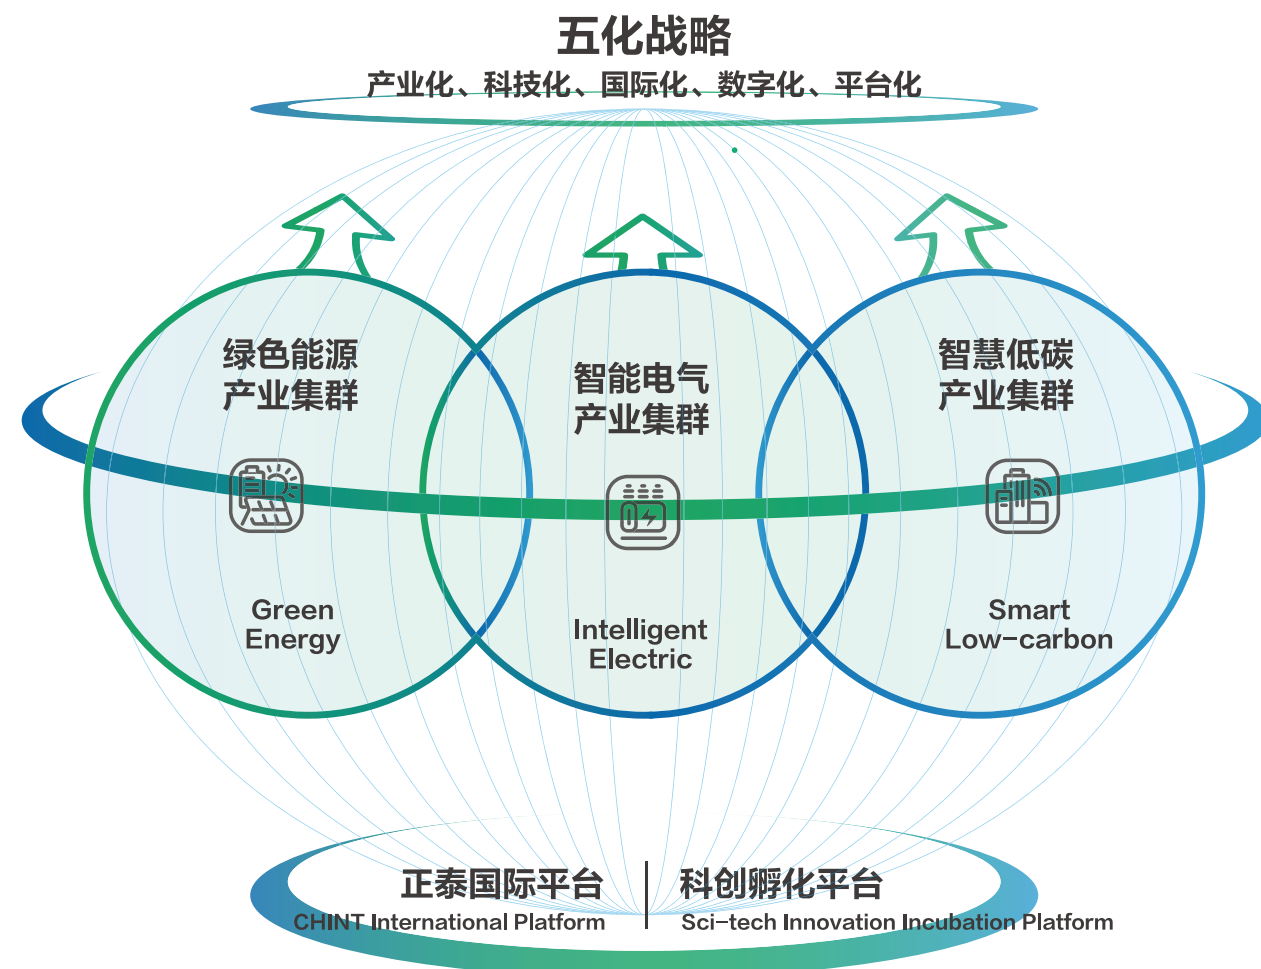 五化战略
产业化、科技化、国际化、数字化、平台化
绿色能源
产业集群
Green
Energy
智能电气
产业集群
Intelligent
Electric
智慧低碳
产业集群
Smart
Low-carbon
正泰国际平台
CHINT International Platform
科创孵化平台
Sci-tech Innovation Incubation Platform